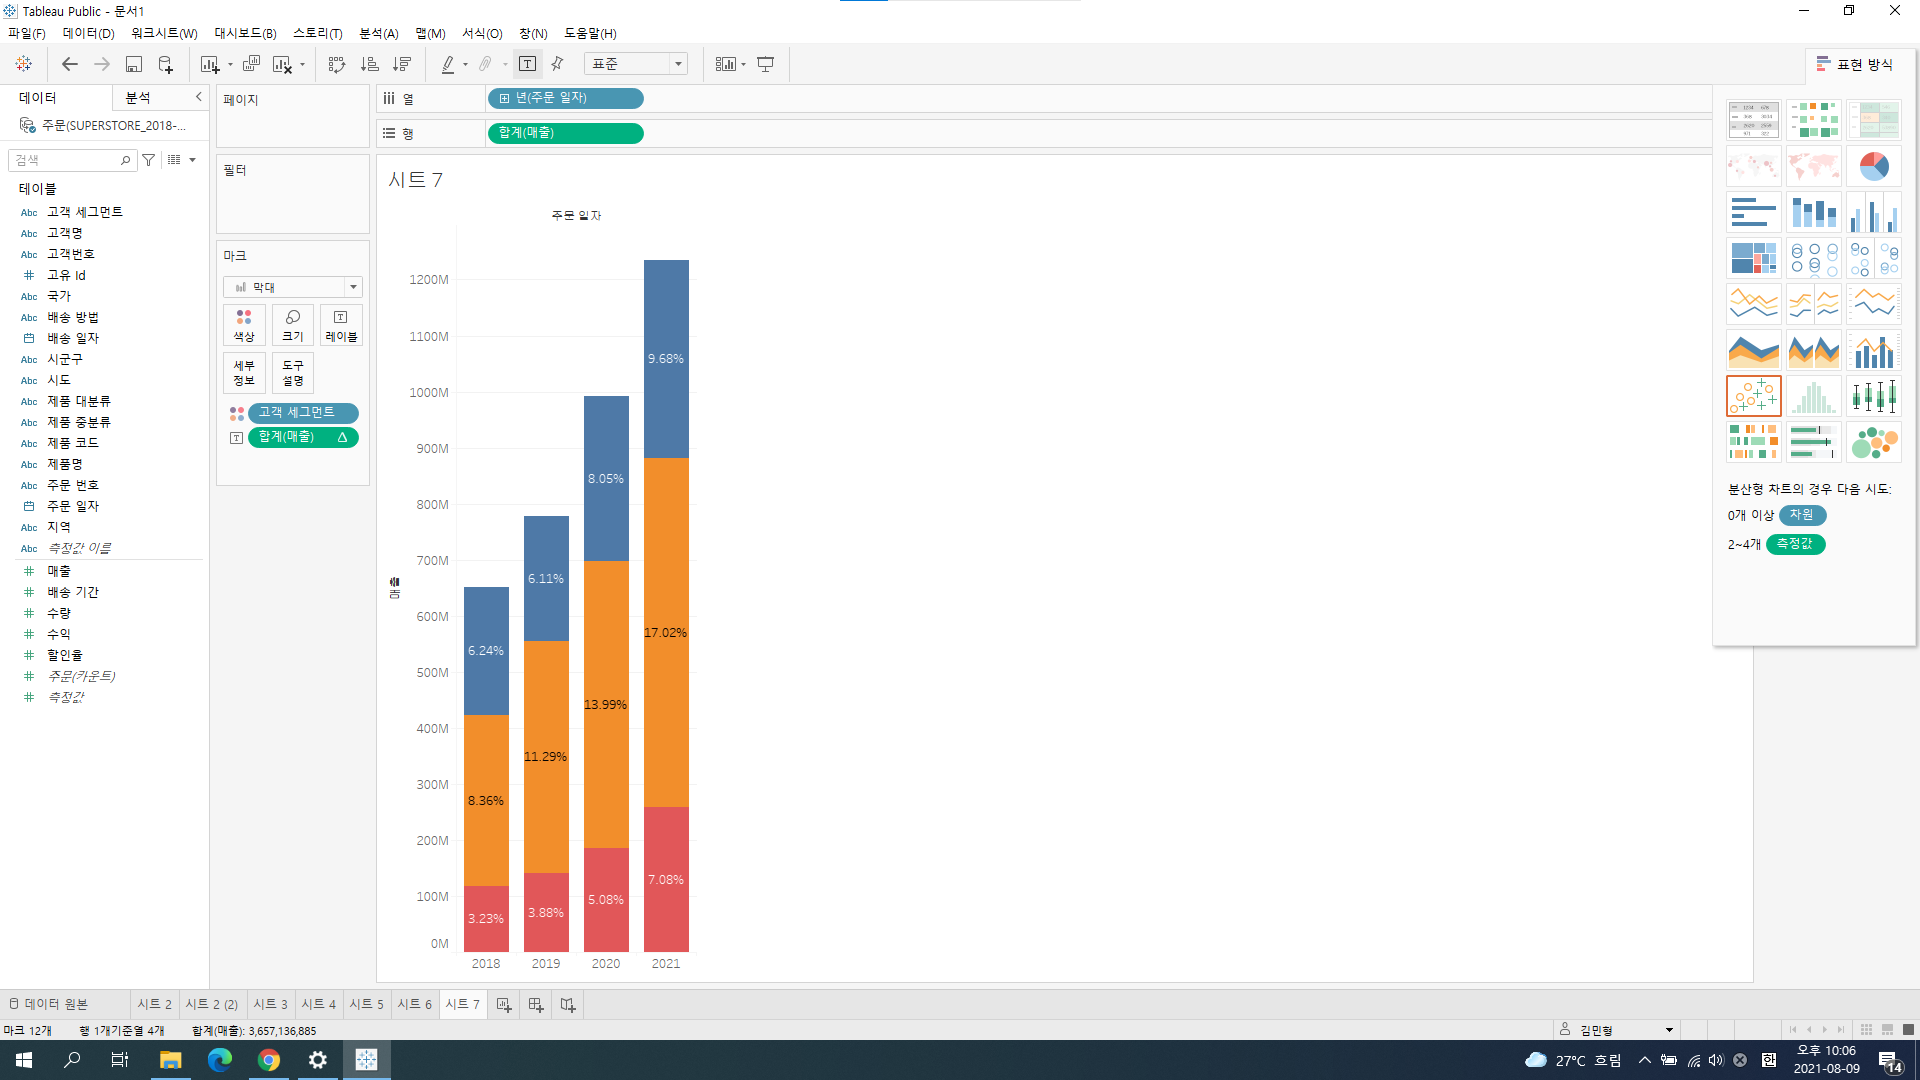 Tableau Public - 문서1
파일(F) 데이터(D) 워크시트(W) 대시보드(B) 스토리(T) 분석(A) 맵(M) 서식(O) 창(N) 도움말(H)
표준
표현 방식
데이터 분석
주문(SUPERSTORE_2018-...
검색
테이블
Abc 고객 세그먼트
Abc 고객명
Abc 고객번호
# 고유 Id
Abc 국가
Abc 배송 방법
배송 일자
Abc 시군구
Abc 시도
Abc 제품 대분류
Abc 제품 중분류
Abc 제품 코드
Abc 제품명
Abc 주문 번호
주문 일자
Abc 지역
Abc 측정값 이름
# 매출
# 배송 기간
# 수량
# 수익
# 할인율
# 주문(카운트)
# 측정값
페이지
필터
마크
막대
색상 크기 레이블
세부 정보 도구 설명
고객 세그먼트
합계(매출) Δ
열 년(주문 일자)
행 합계(매출)
시트 7
주문 일자
매출
1200M
1100M
1000M
900M
800M
700M
600M
500M
400M
300M
200M
100M
0M
6.24% 6.11% 8.05% 9.68%
8.36% 11.29% 13.99% 17.02%
3.23% 3.88% 5.08% 7.08%
2018 2019 2020 2021
분산형 차트의 경우 다음 시도:
0개 이상 차원
2~4개 측정값
데이터 원본 시트 2 시트 2 (2) 시트 3 시트 4 시트 5 시트 6 시트 7
마크 12개 행 1개기준열 4개 합계(매출): 3,657,136,885
김민형
27°C 흐림
한
오후 10:06
2021-08-09
14